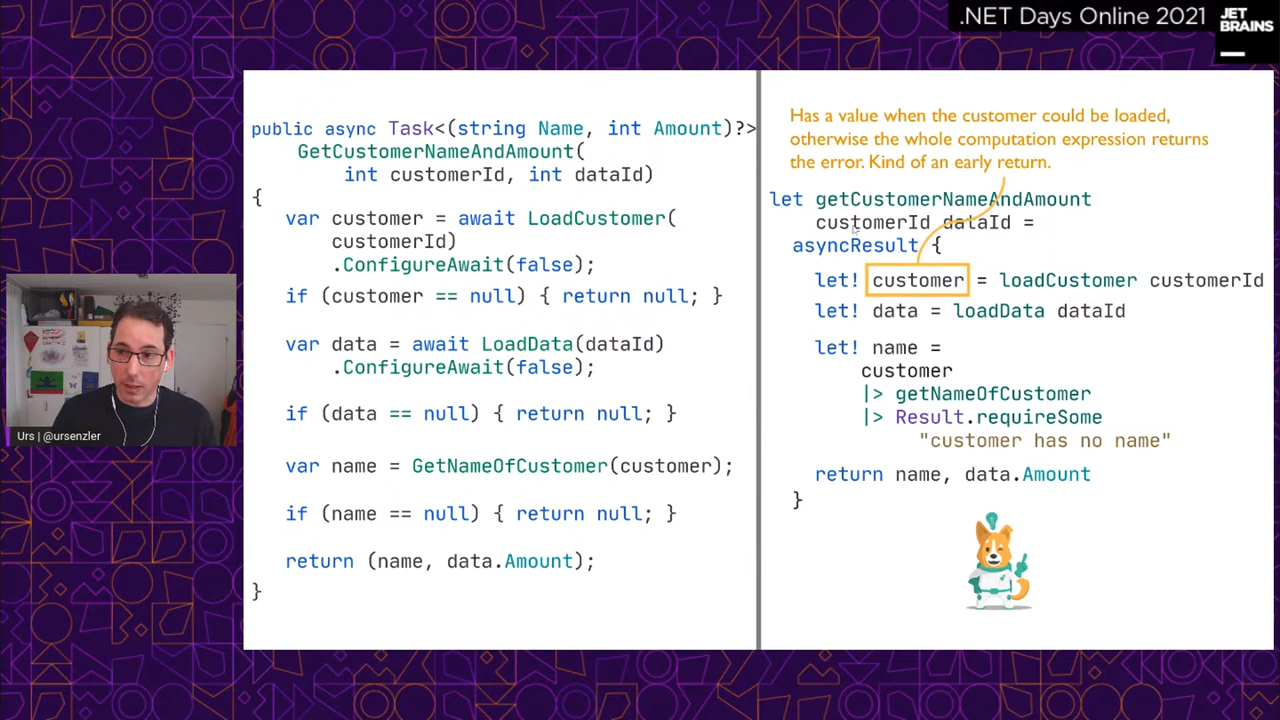 .NET Days Online 2021
JET
BRAINS
public async Task<(string Name, int Amount)?>
GetCustomerNameAndAmount(
int customerId, int dataId)
{
var customer = await LoadCustomer(
customerId)
.ConfigureAwait(false);
if (customer == null) { return null; }
var data = await LoadData(dataId)
.ConfigureAwait(false);
if (data == null) { return null; }
var name = GetNameOfCustomer(customer);
if (name == null) { return null; }
return (name, data.Amount);
}
Has a value when the customer could be loaded,
otherwise the whole computation expression returns
the error. Kind of an early return.
let getCustomerNameAndAmount
customerId dataId =
asyncResult {
let! customer = loadCustomer customerId
let! data = loadData dataId
let! name =
customer
|> getNameOfCustomer
|> Result.requireSome
"customer has no name"
return name, data.Amount
}
Urs | @ursenzler